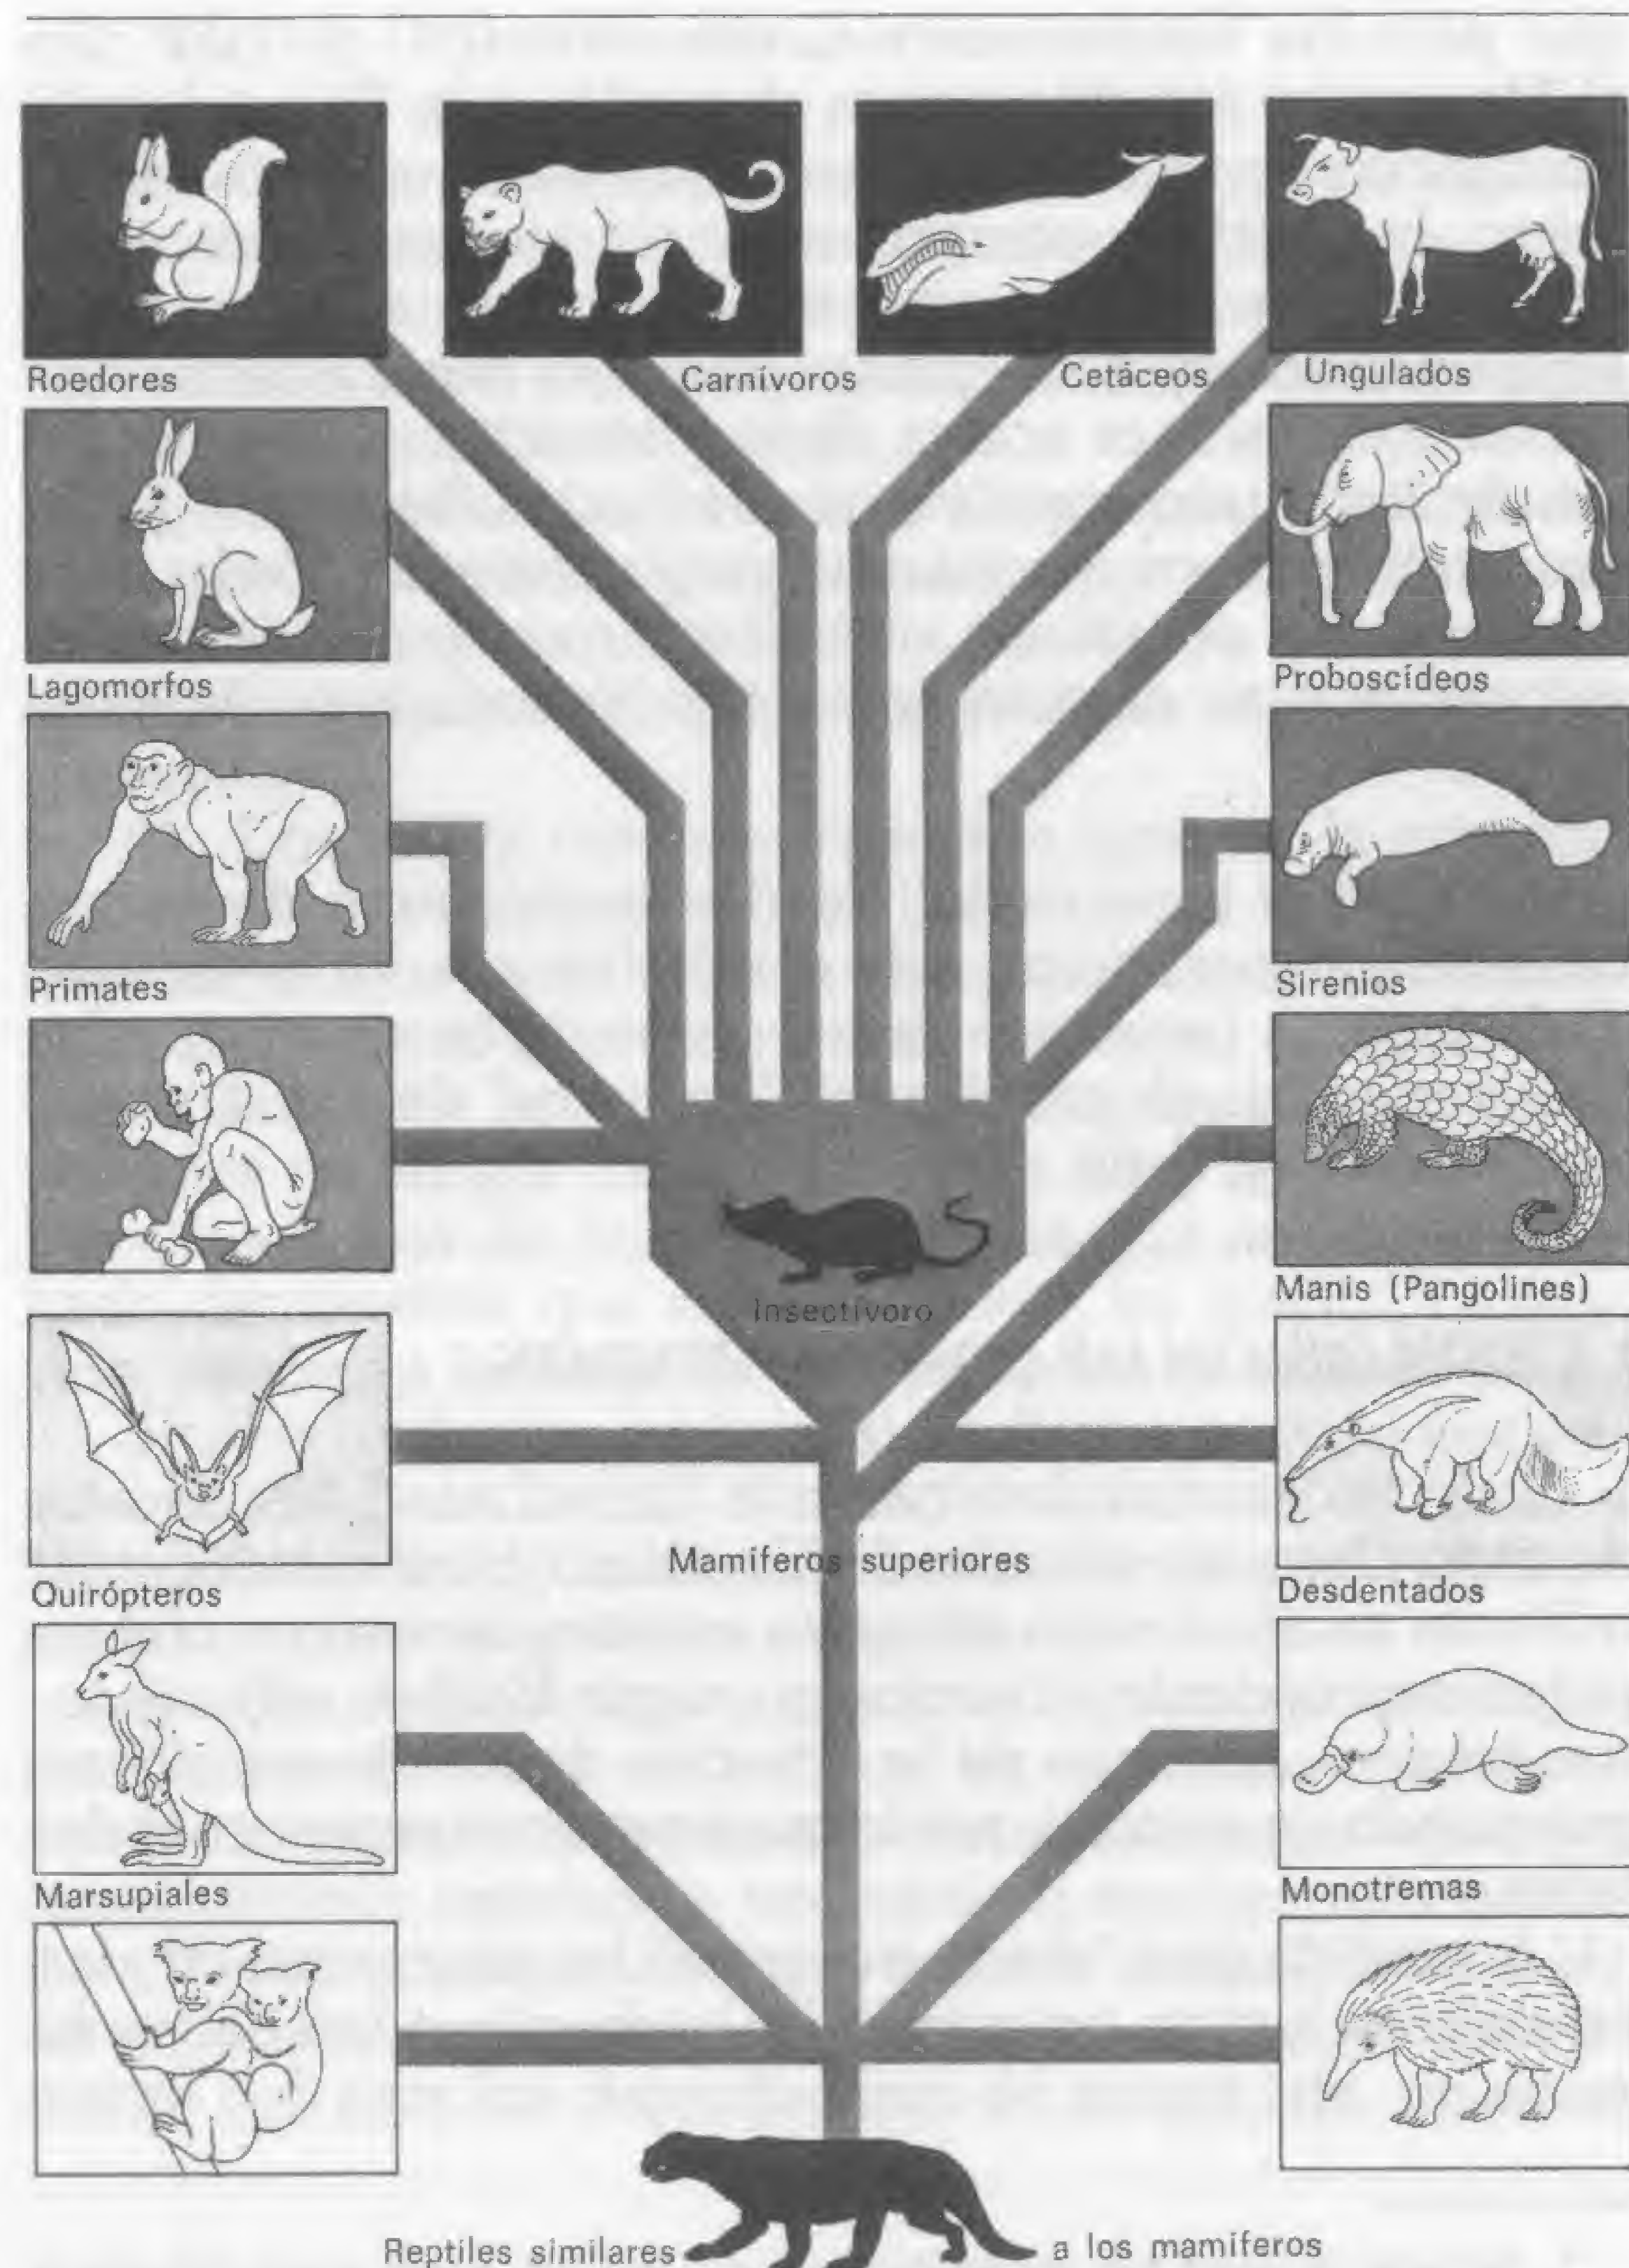 Roedores
Carnívoros
Cetáceos
Ungulados
Lagomorfos
Proboscídeos
Primates
Sirenios
Manis (Pangolines)
Insectívoro
Mamíferos superiores
Quirópteros
Desdentados
Marsupiales
Monotremas
Reptiles similares a los mamíferos